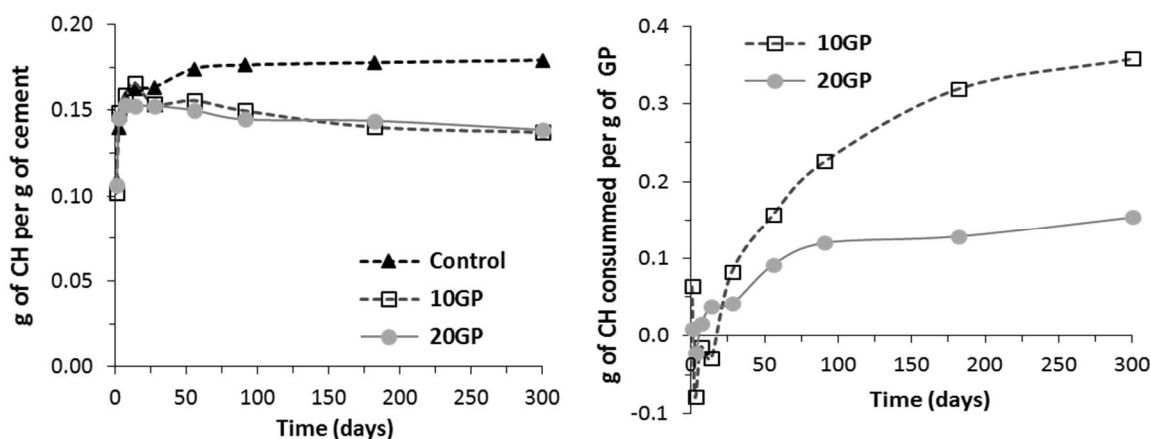 g of CH per g of cement
0.20
0.15
0.10
0.05
0.00
Control
10GP
20GP
0
50
100
150
200
250
300
Time (days)
g of CH consummed per g of GP
0.4
0.3
0.2
0.1
0.0
-0.1
10GP
20GP
0
50
100
150
200
250
300
Time (days)